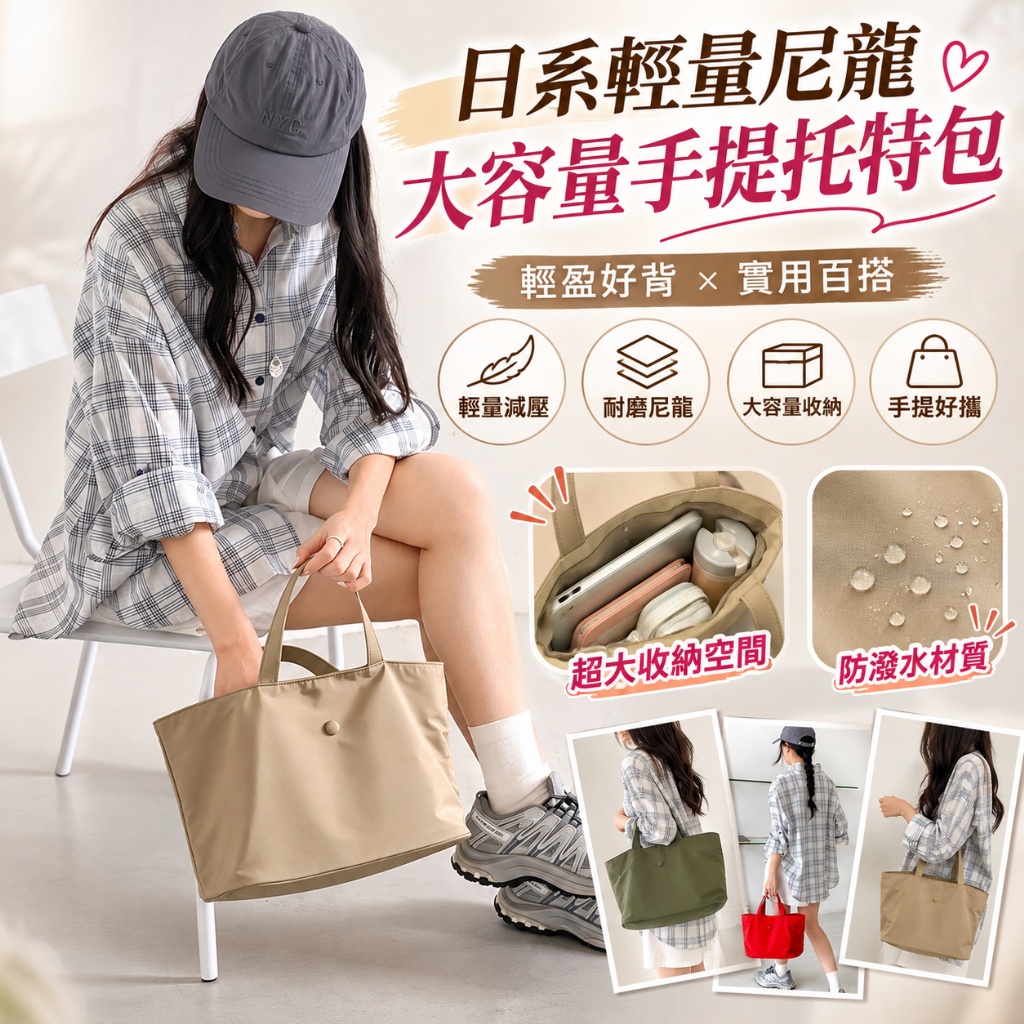 日系輕量尼龍
大容量手提托特包
輕盈好背 × 實用百搭
輕量減壓
耐磨尼龍
大容量收納
手提好攜
超大收納空間
防潑水材質
NYC